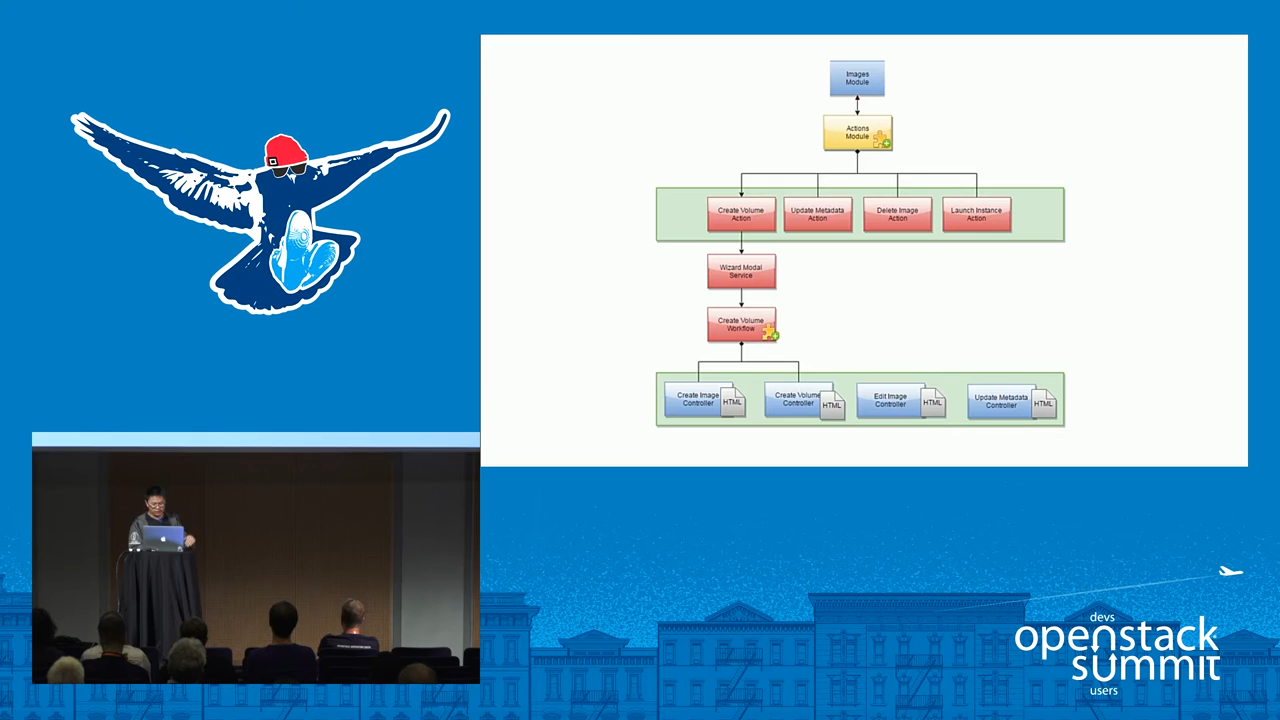 Images
Module
Actions
Module
Create Volume
Action
Update Metadata
Action
Delete Image
Action
Launch Instance
Action
Wizard Modal
Service
Create Volume
Workflow
Create Image
Controller
HTML
Create Volume
Controller
HTML
Edit Image
Controller
HTML
Update Metadata
Controller
HTML
devs
openstack
summit
users